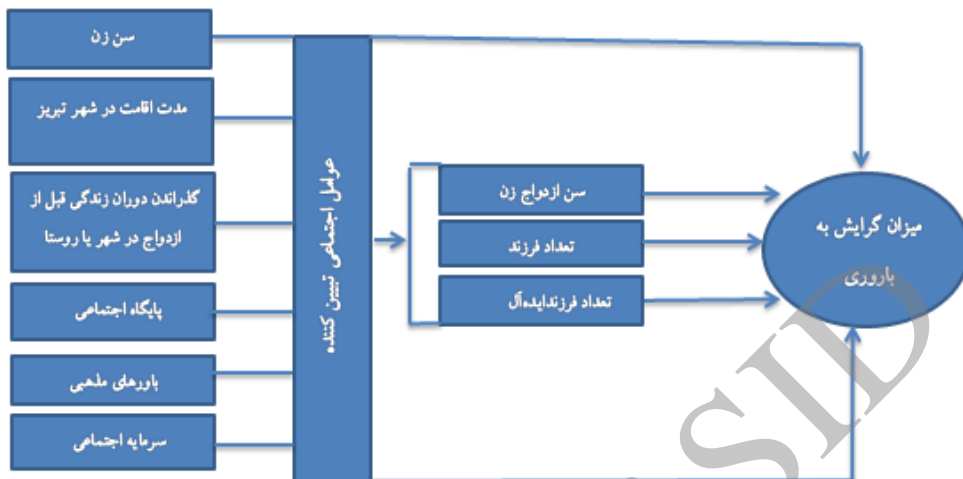 سن زن
مدت اقامت در شهر تبریز
گذراندن دوران زندگی قبل از
ازدواج در شهر یا روستا
پایگاه اجتماعی
باورهای مذهبی
سرمایه اجتماعی
عوامل اجتماعی تبیین کننده
سن ازدواج زن
تعداد فرزند
تعداد فرزندایده‌آل
میزان گرایش به
باروری
SID